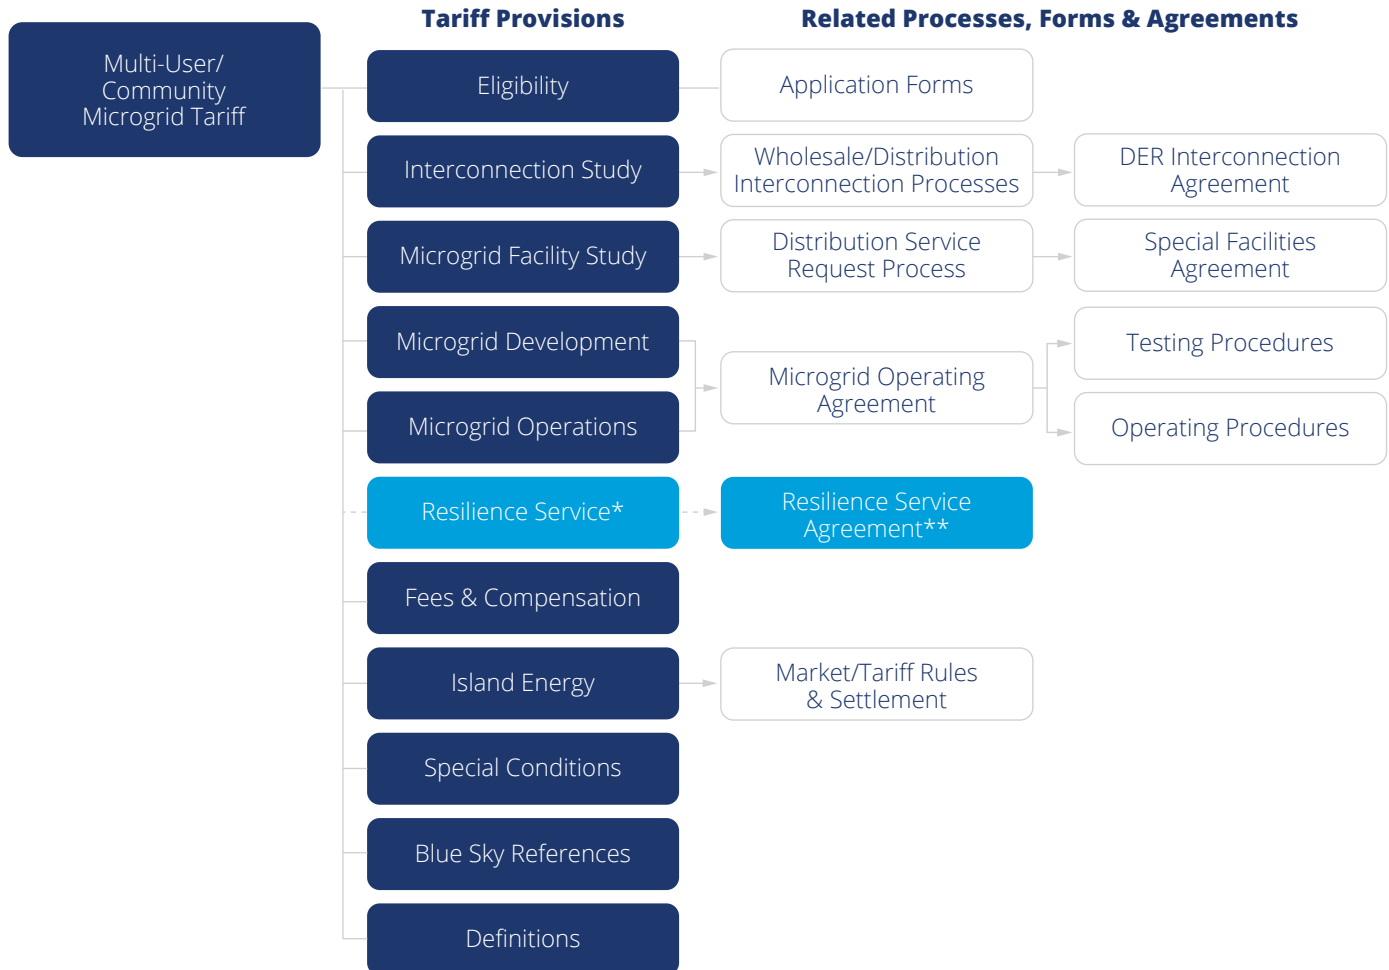 Tariff Provisions
Related Processes, Forms & Agreements
Multi-User/
Community
Microgrid Tariff
Eligibility
Application Forms
Interconnection Study
Wholesale/Distribution
Interconnection Processes
DER Interconnection
Agreement
Microgrid Facility Study
Distribution Service
Request Process
Special Facilities
Agreement
Microgrid Development
Microgrid Operations
Microgrid Operating
Agreement
Testing Procedures
Operating Procedures
Resilience Service*
Resilience Service
Agreement**
Fees & Compensation
Island Energy
Market/Tariff Rules
& Settlement
Special Conditions
Blue Sky References
Definitions